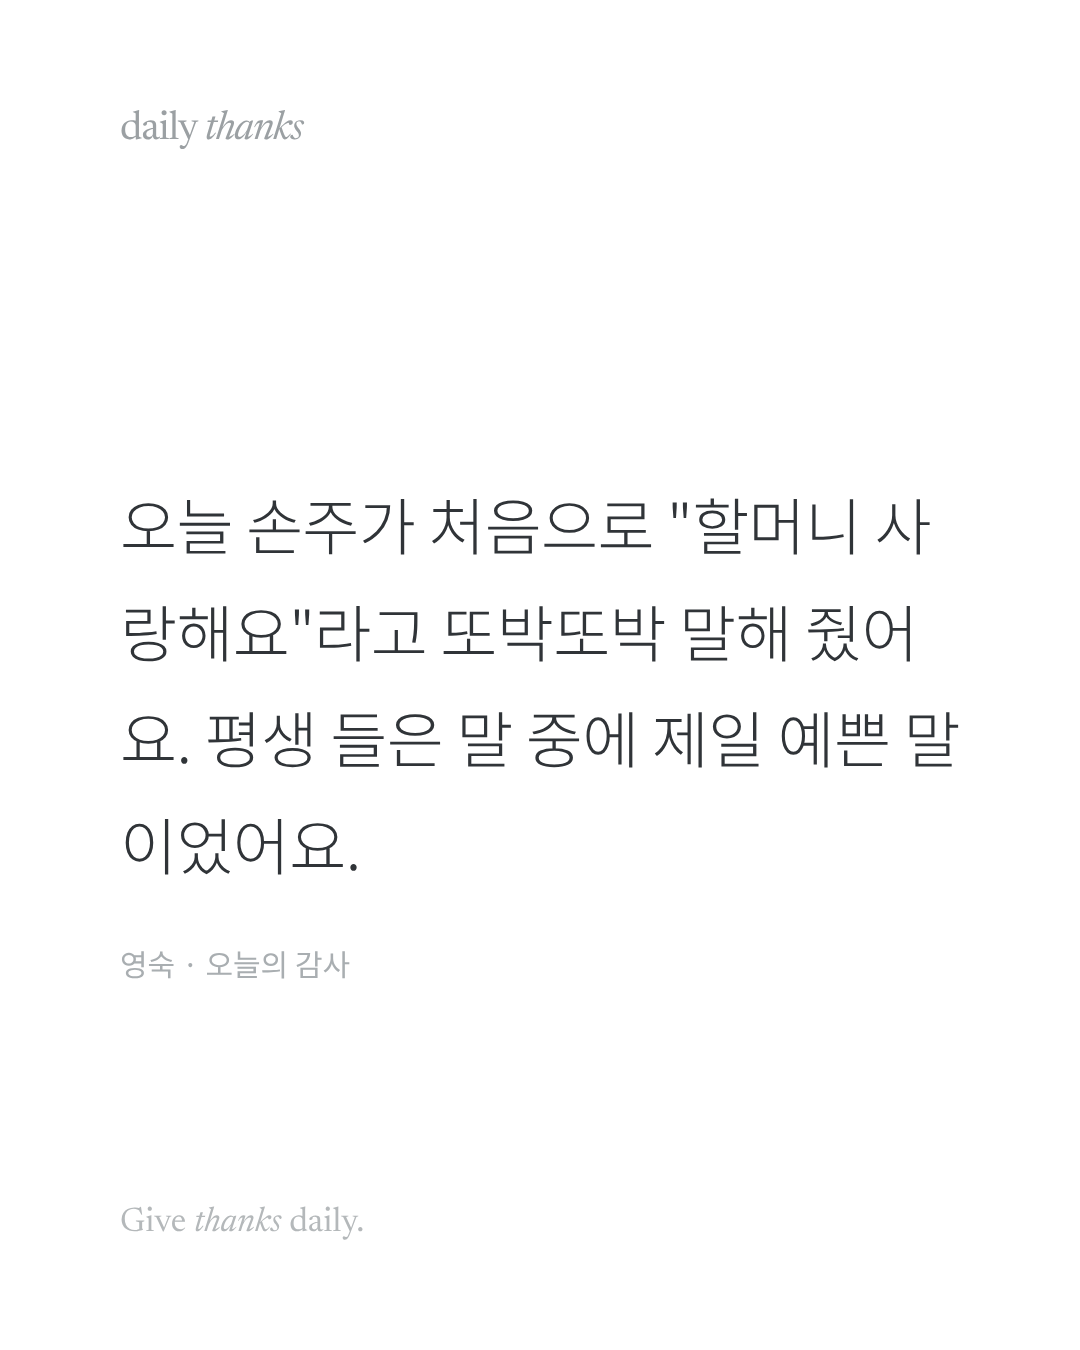 daily thanks
오늘 손주가 처음으로 "할머니 사
랑해요"라고 또박또박 말해 줬어
요. 평생 들은 말 중에 제일 예쁜 말
이었어요.
영숙 · 오늘의 감사
Give thanks daily.